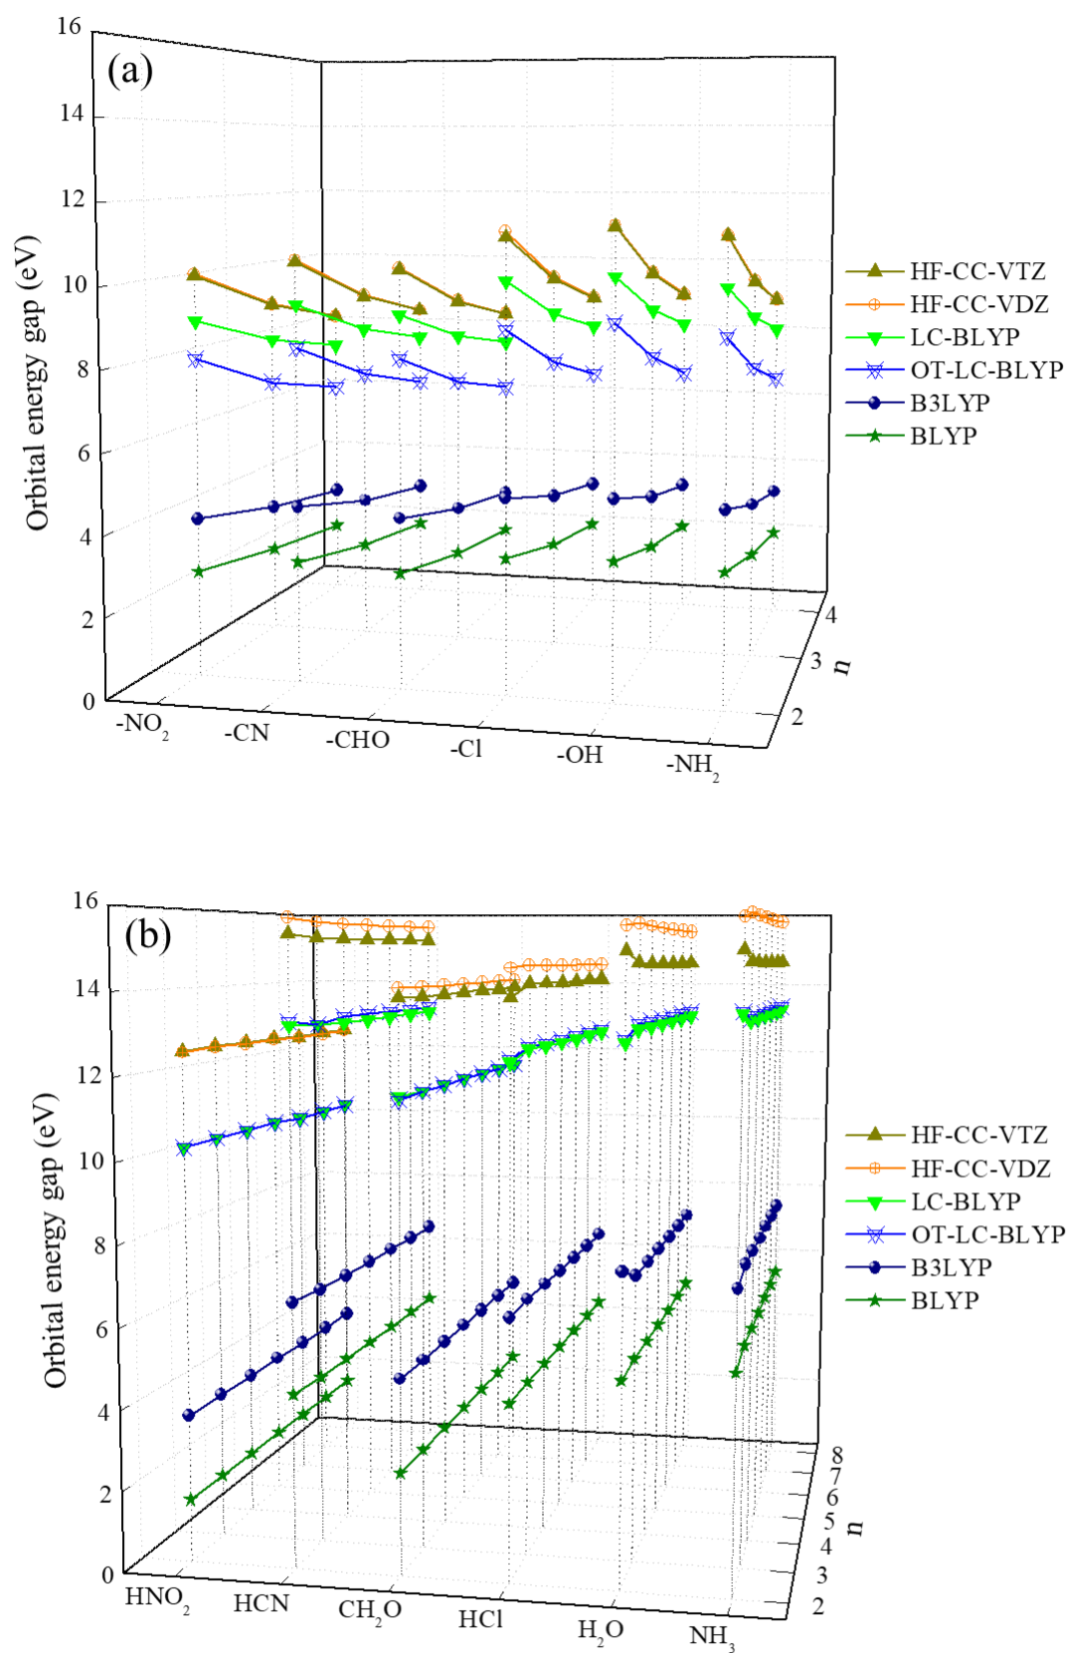 16
(a)
14
12
10
8
6
4
2
0
Orbital energy gap (eV)
-NO2
-CN
-CHO
-Cl
-OH
-NH2
2
3
4
n
HF-CC-VTZ
HF-CC-VDZ
LC-BLYP
OT-LC-BLYP
B3LYP
BLYP
16
(b)
14
12
10
8
6
4
2
0
Orbital energy gap (eV)
HNO2
HCN
CH2O
HCl
H2O
NH3
2
3
4
5
6
7
8
n
HF-CC-VTZ
HF-CC-VDZ
LC-BLYP
OT-LC-BLYP
B3LYP
BLYP